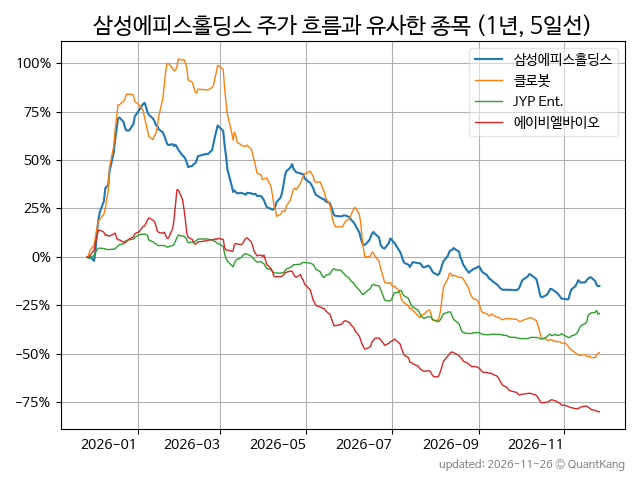 삼성에피스홀딩스 주가 흐름과 유사한 종목 (1년, 5일선)
삼성에피스홀딩스
클로봇
JYP Ent.
에이비엘바이오
100%
75%
50%
25%
0%
−25%
−50%
−75%
2026-01 2026-03 2026-05 2026-07 2026-09 2026-11
updated: 2026-11-26 © QuantKang